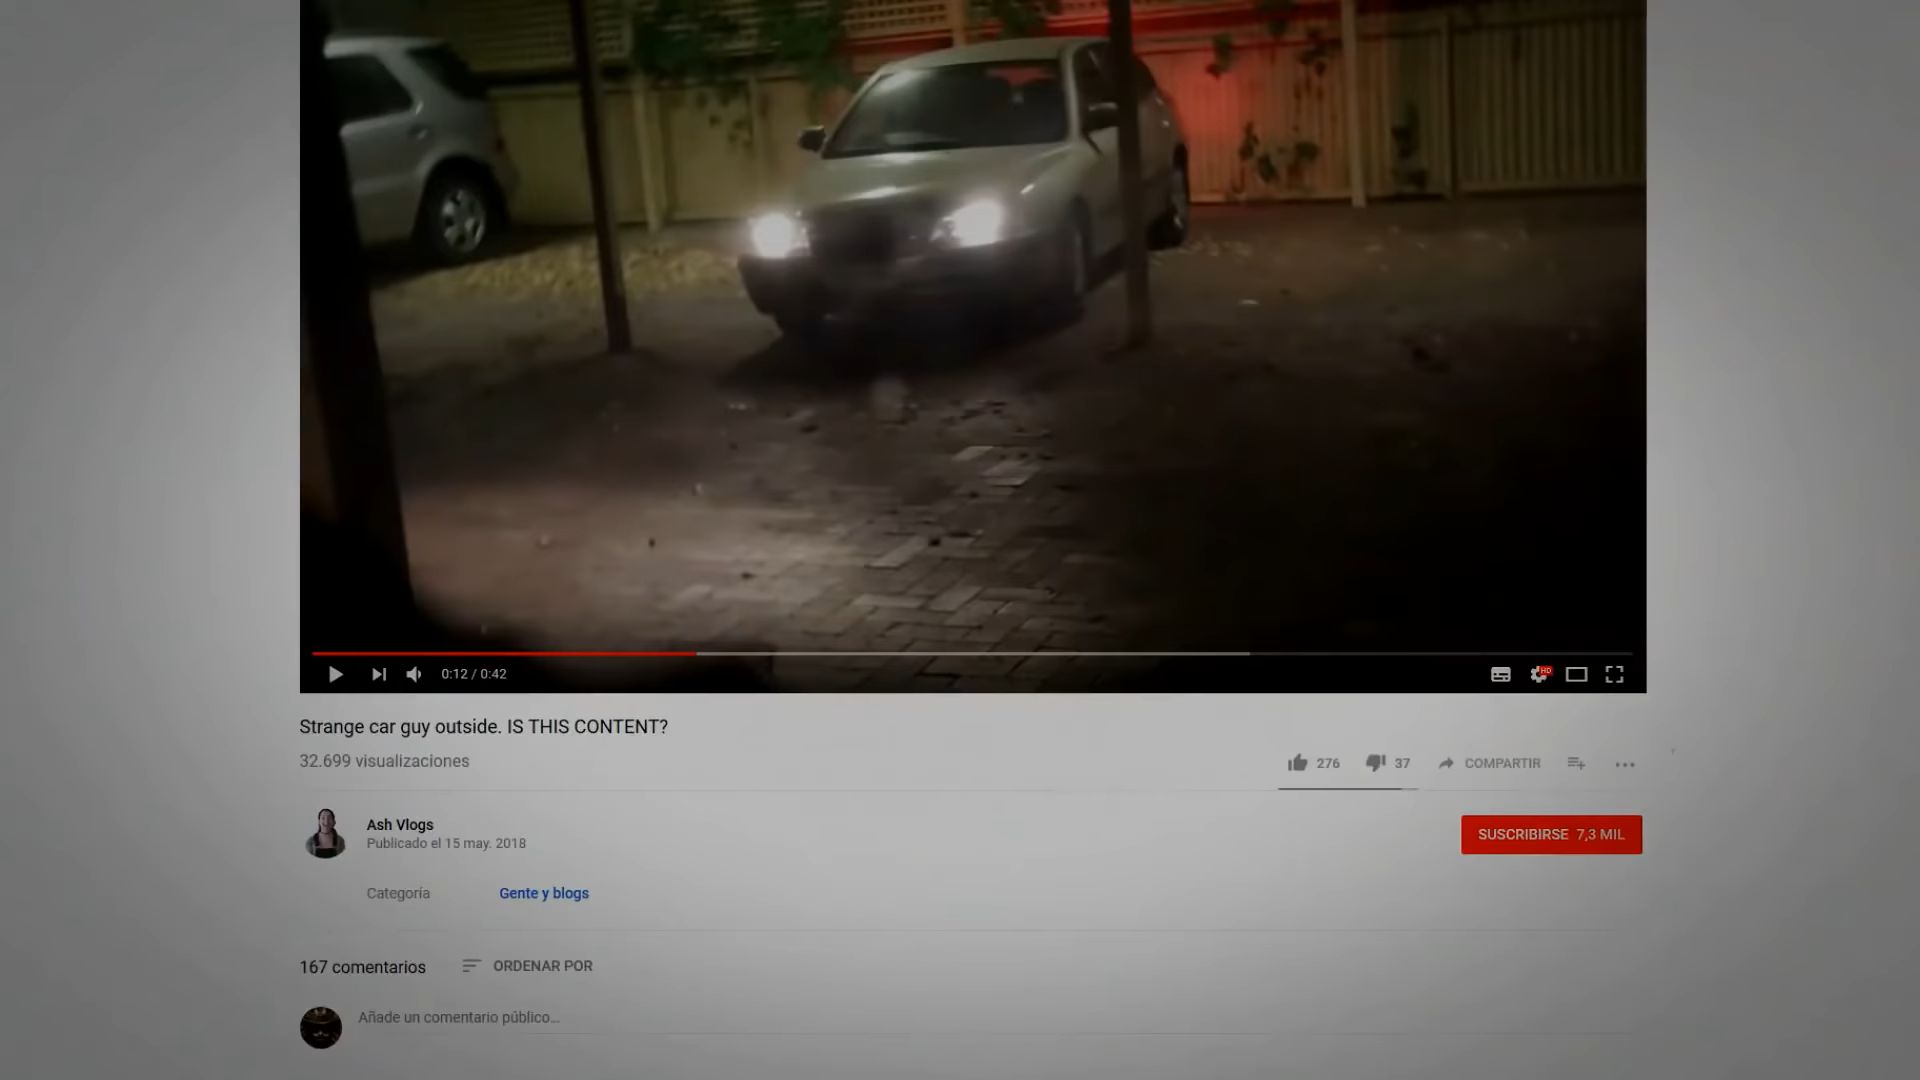 0:12 / 0:42
HD
Strange car guy outside. IS THIS CONTENT?
32.699 visualizaciones
276
37
COMPARTIR
Ash Vlogs
Publicado el 15 may. 2018
SUSCRIBIRSE 7,3 MIL
Categoría
Gente y blogs
167 comentarios
ORDENAR POR
Añade un comentario público...